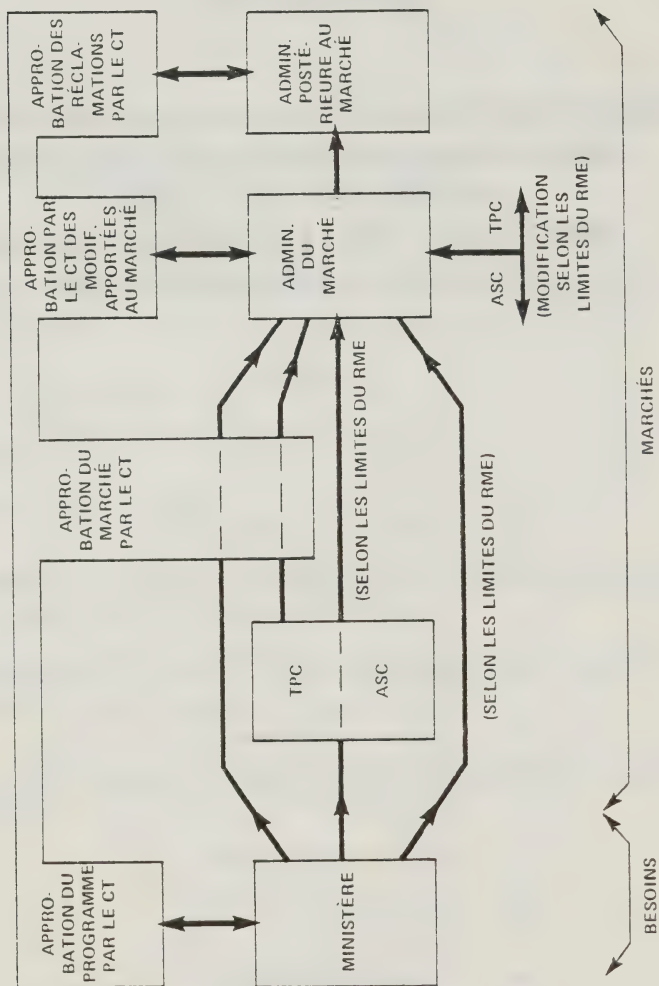 APPRO-
BATION DU
PROGRAMME
PAR LE CT
APPRO-
BATION DU
MARCHÉ
PAR LE CT
APPRO-
BATION PAR
LE CT DES
MODIF.
APPORTÉES
AU MARCHÉ
APPRO-
BATION DES
RÉCLA-
MATIONS
PAR LE CT
MINISTÈRE
TPC
ASC
(SELON LES LIMITES DU RME)
(SELON LES LIMITES DU RME)
ADMIN.
DU
MARCHÉ
ADMIN.
POSTÉ-
RIEURE AU
MARCHÉ
ASC
TPC
(MODIFICATION
SELON LES
LIMITES DU RME)
BESOINS
MARCHÉS